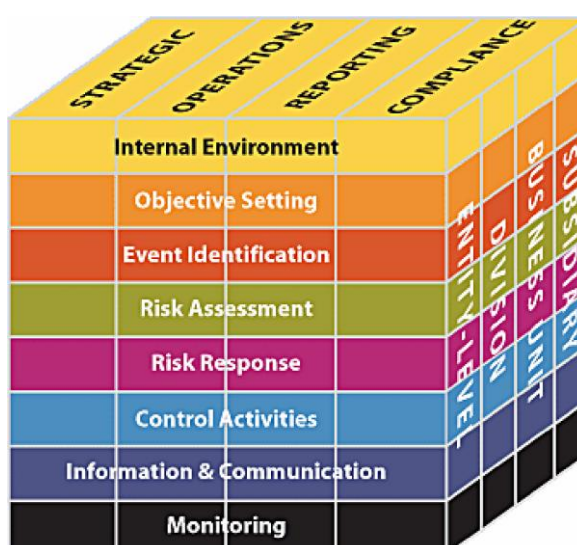 STRATEGIC
OPERATIONS
REPORTING
COMPLIANCE
Internal Environment
Objective Setting
Event Identification
Risk Assessment
Risk Response
Control Activities
Information & Communication
Monitoring
ENTITY-LEVEL
DIVISION
BUSINESS UNIT
SUBSIDIARY